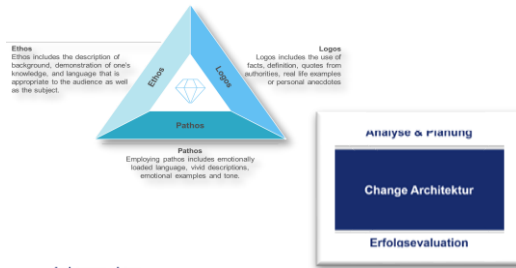 Ethos
Ethos includes the description of
background, demonstration of one's
knowledge, and language that is
appropriate to the audience as well
as the subject.
Ethos
Logos
Logos
Logos includes the use of
facts, definition, quotes from
authorities, real life examples
or personal anecdotes
Pathos
Pathos
Employing pathos includes emotionally
loaded language, vivid descriptions,
emotional examples and tone.
Analyse & Planung
Change Architektur
Erfolgsevaluation